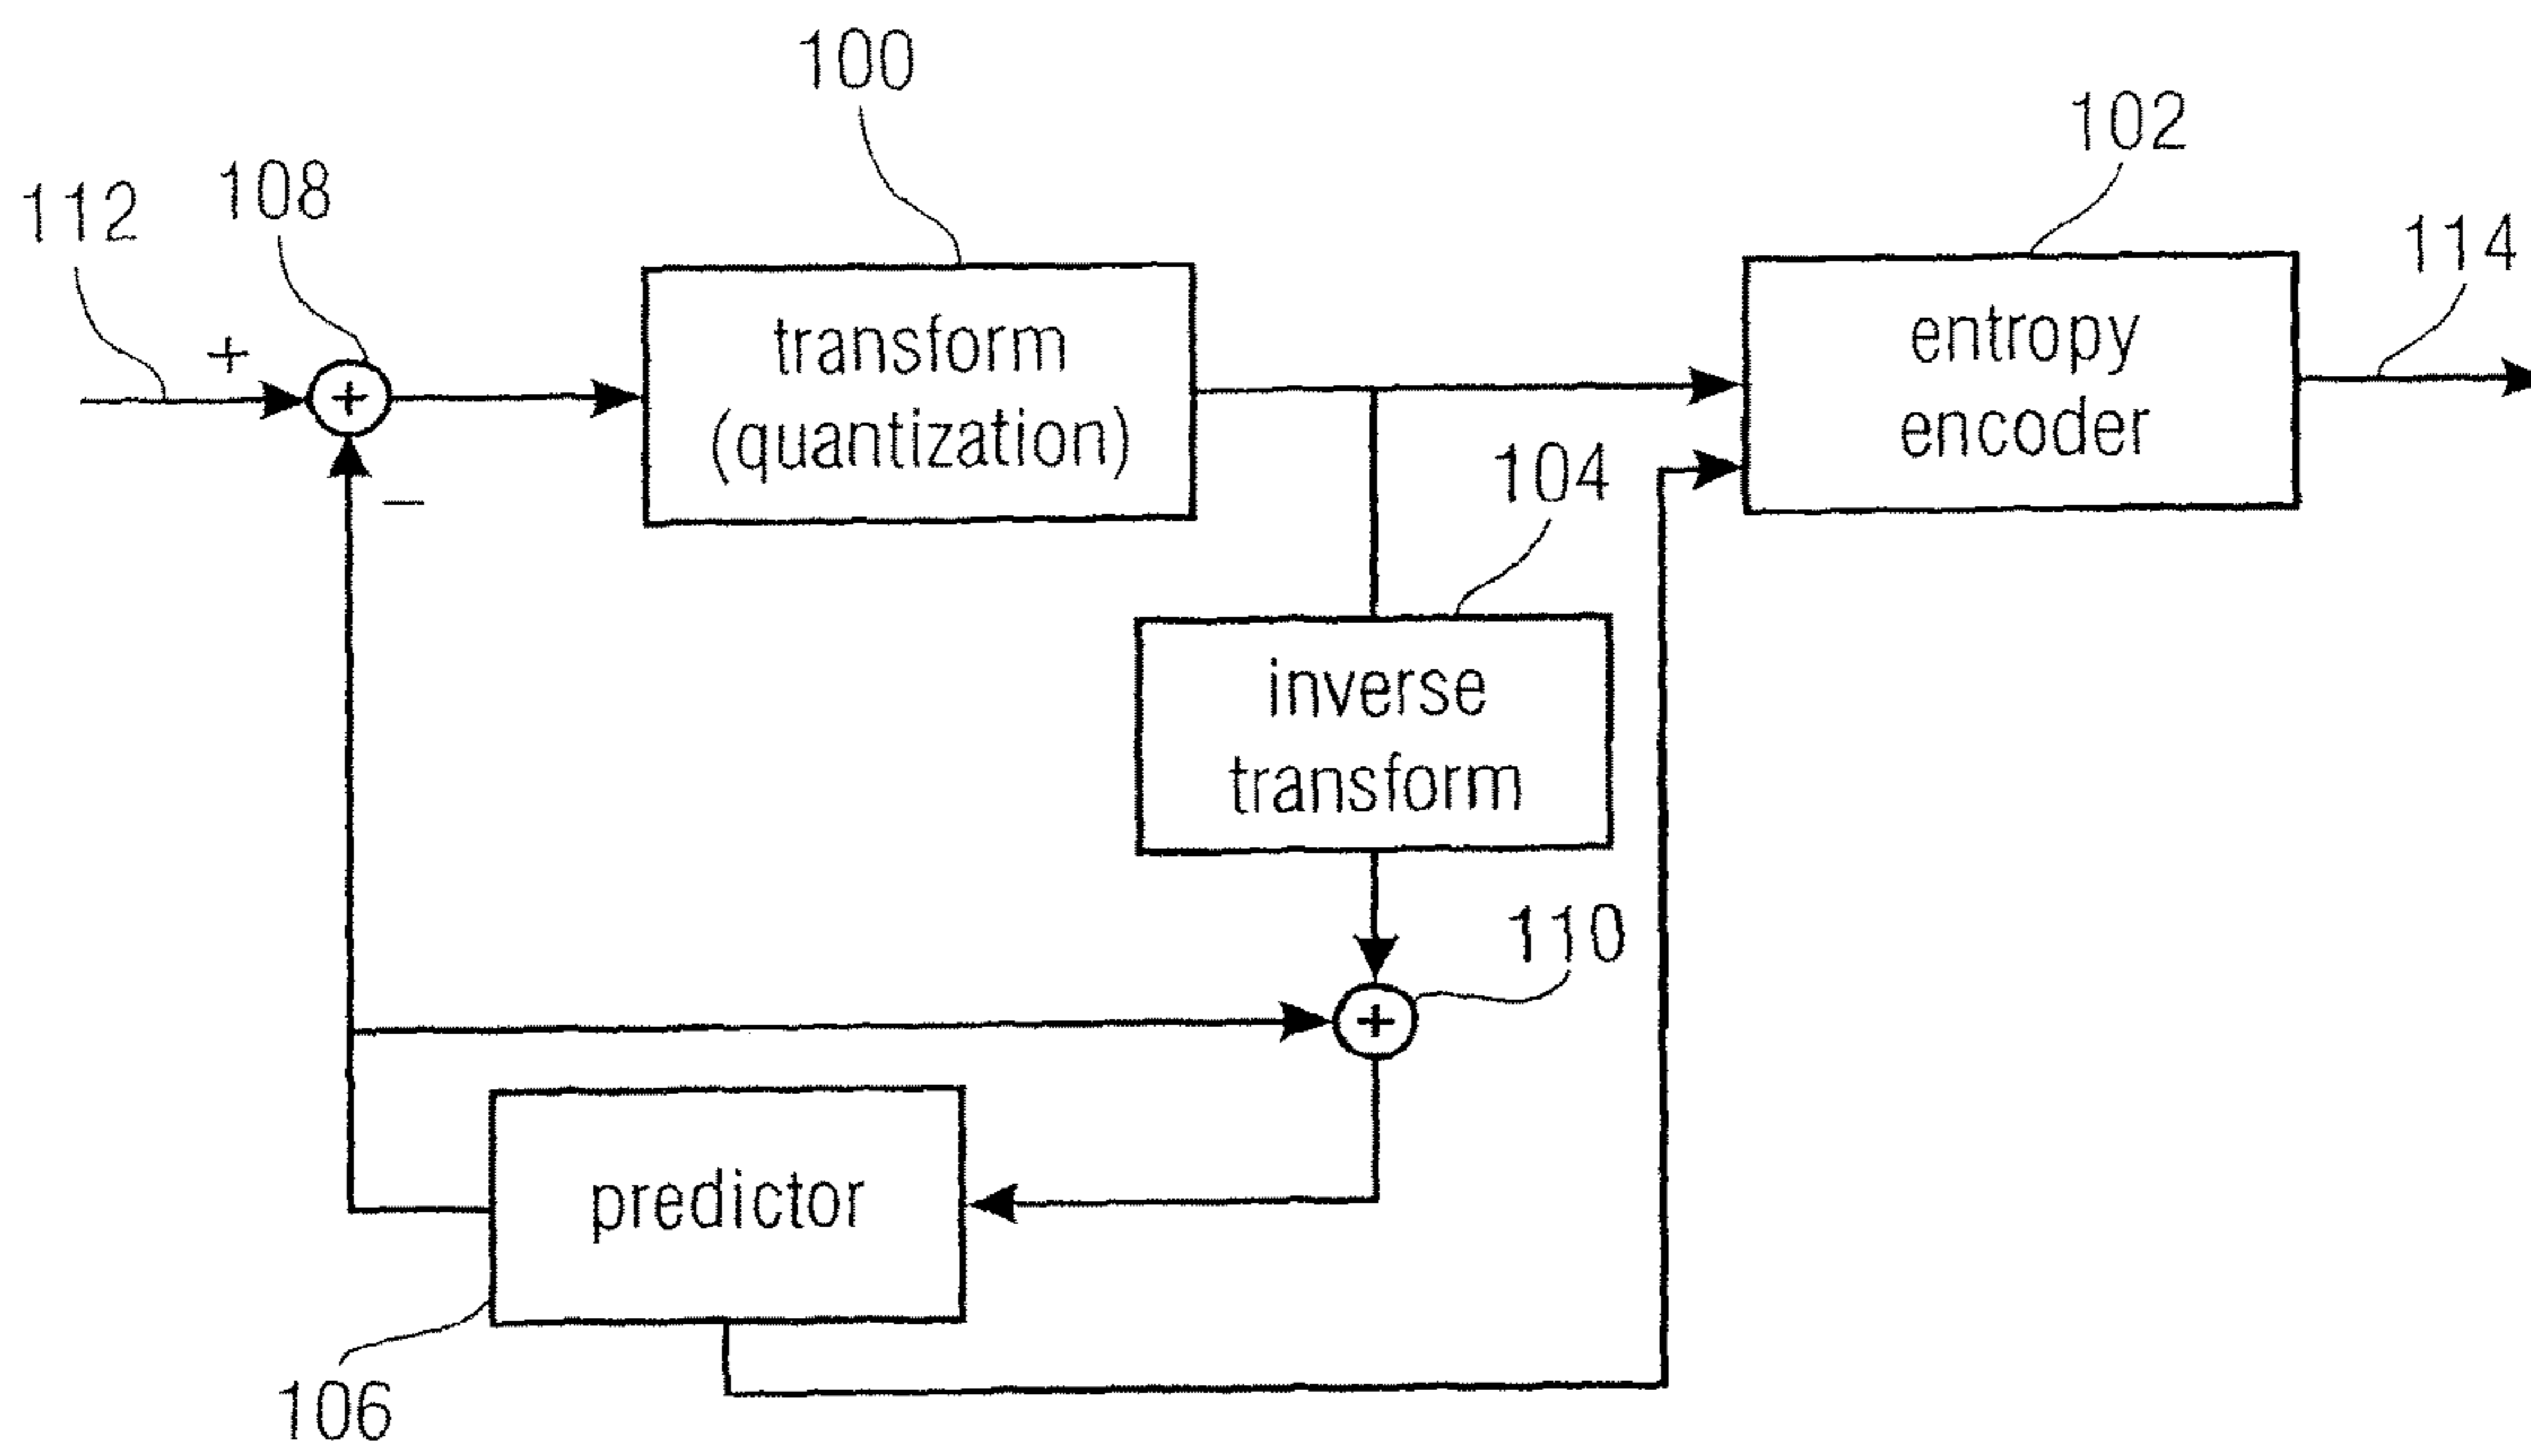 100
102
112
108
114
+
+
transform
(quantization)
entropy
encoder
−
104
inverse
transform
110
+
predictor
106